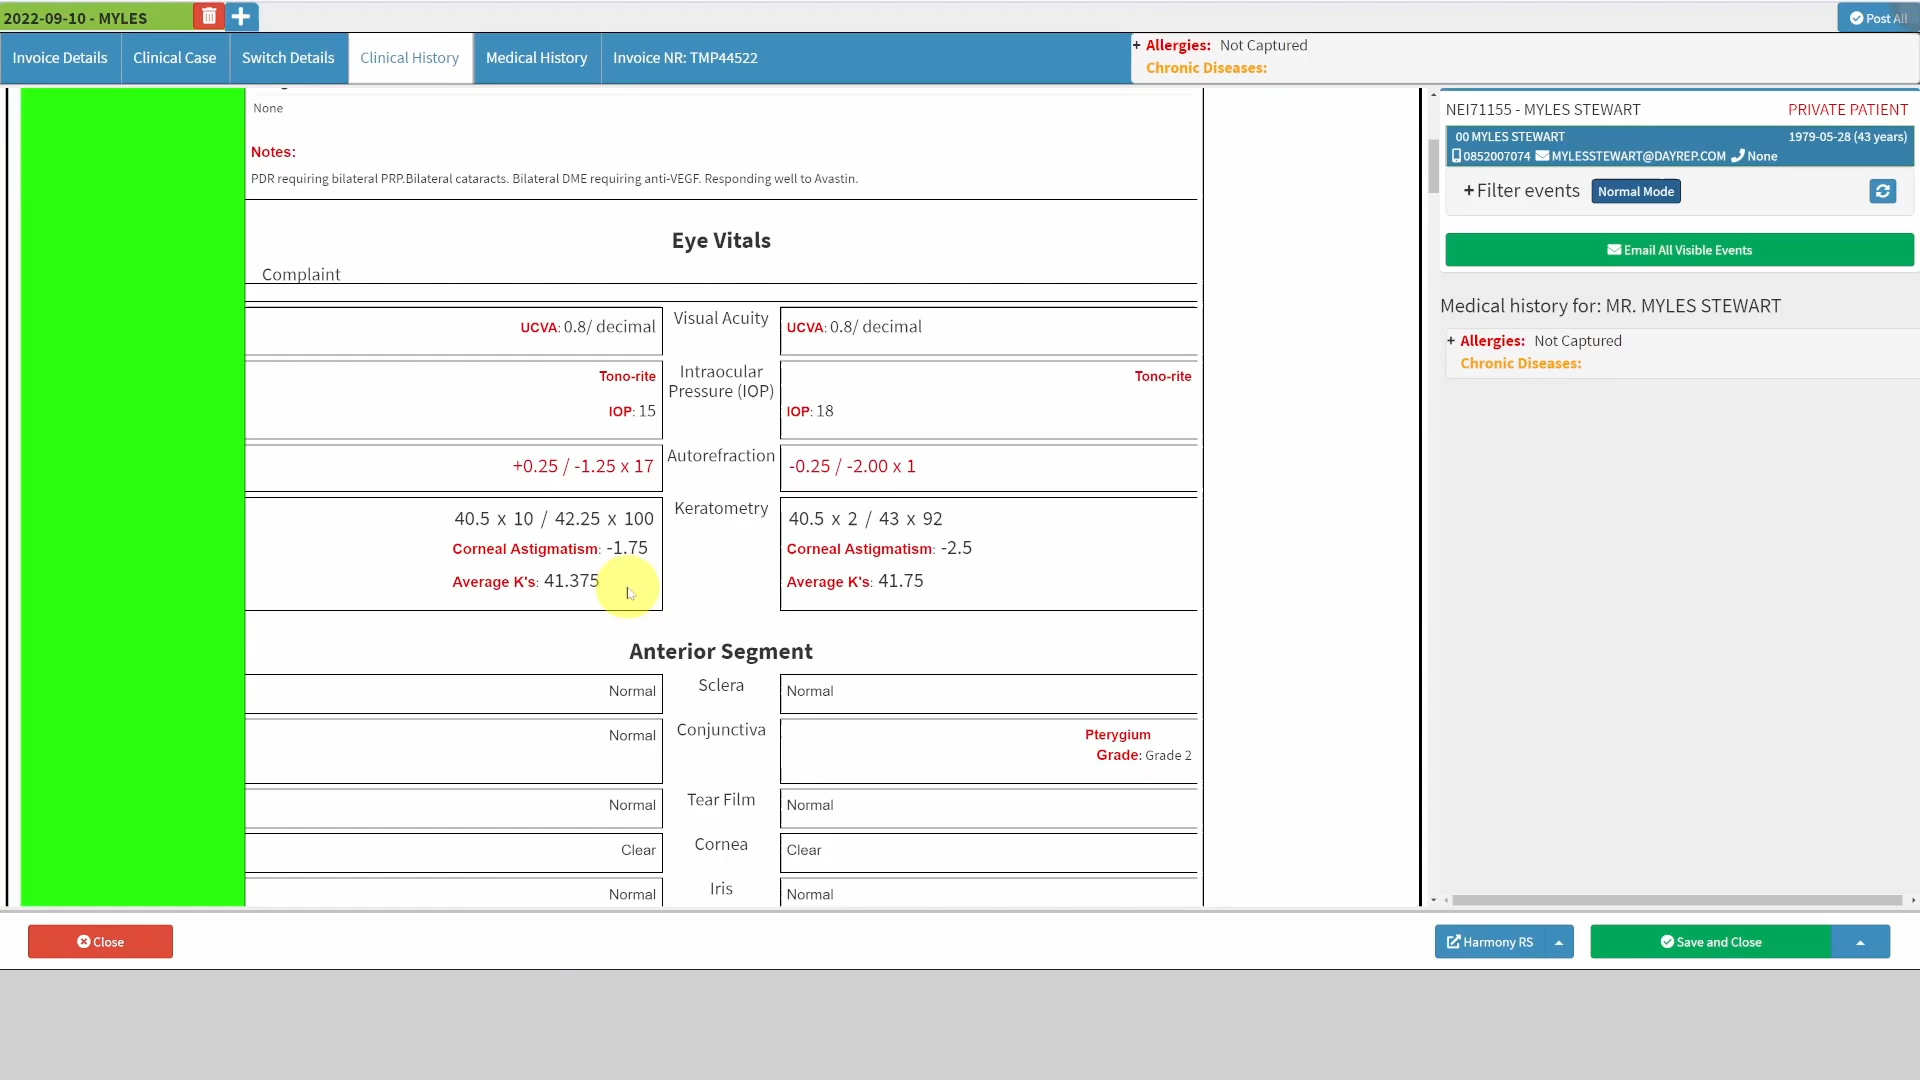 2022-09-10 - MYLES
Post All
Invoice Details
Clinical Case
Switch Details
Clinical History
Medical History
Invoice NR: TMP44522
+ Allergies: Not Captured
Chronic Diseases:
None
Notes:
PDR requiring bilateral PRP.Bilateral cataracts. Bilateral DME requiring anti-VEGF. Responding well to Avastin.
Eye Vitals
Complaint
UCVA: 0.8/ decimal
Visual Acuity
UCVA: 0.8/ decimal
Tono-rite
IOP: 15
Intraocular
Pressure (IOP)
Tono-rite
IOP: 18
+0.25 / -1.25 x 17
Autorefraction
-0.25 / -2.00 x 1
40.5 x 10 / 42.25 x 100
Corneal Astigmatism: -1.75
Average K's: 41.375
Keratometry
40.5 x 2 / 43 x 92
Corneal Astigmatism: -2.5
Average K's: 41.75
Anterior Segment
Normal
Sclera
Normal
Normal
Conjunctiva
Pterygium
Grade: Grade 2
Normal
Tear Film
Normal
Clear
Cornea
Clear
Normal
Iris
Normal
NEI71155 - MYLES STEWART
PRIVATE PATIENT
00 MYLES STEWART
1979-05-28 (43 years)
0852007074 MYLESSTEWART@DAYREP.COM None
+Filter events
Normal Mode
Email All Visible Events
Medical history for: MR. MYLES STEWART
+ Allergies: Not Captured
Chronic Diseases:
Close
Harmony RS
Save and Close